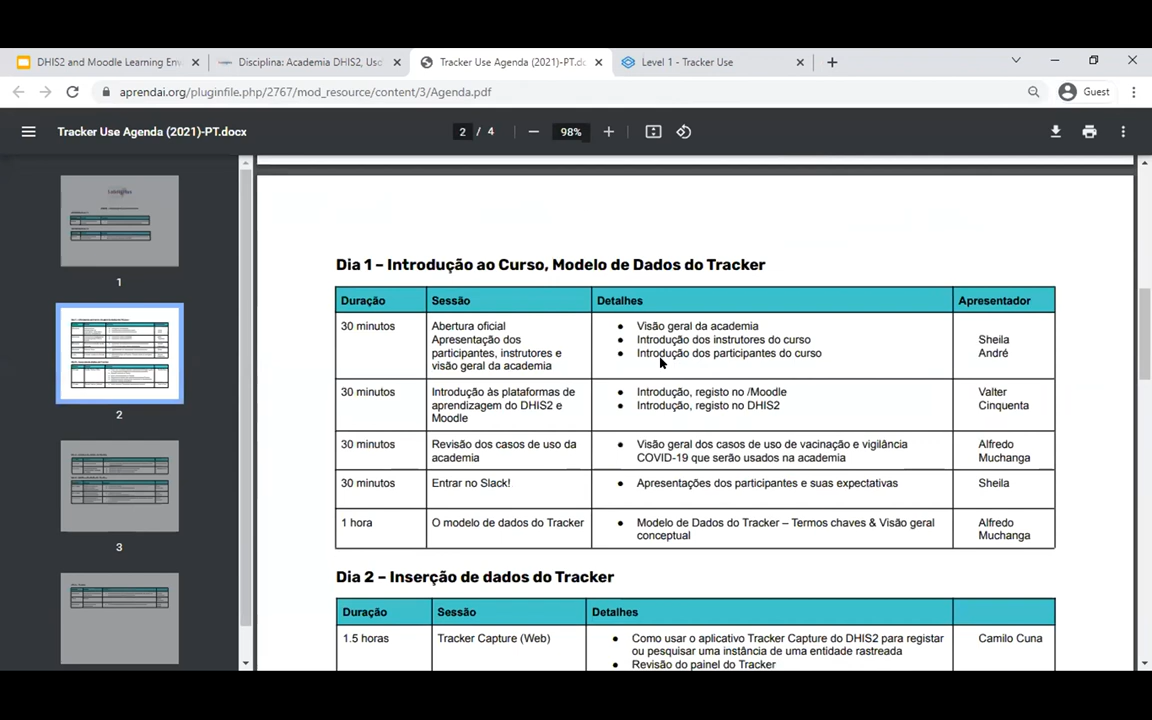 DHIS2 and Moodle Learning Env
Disciplina: Academia DHIS2, Uso
Tracker Use Agenda (2021)-PT.dc
Level 1 - Tracker Use
aprendai.org/pluginfile.php/2767/mod_resource/content/3/Agenda.pdf
Guest
Tracker Use Agenda (2021)-PT.docx
2 / 4
98%
1
2
3
Dia 1 – Introdução ao Curso, Modelo de Dados do Tracker
Duração Sessão Detalhes Apresentador
30 minutos
Abertura oficial
Apresentação dos
participantes, instrutores e
visão geral da academia
● Visão geral da academia
● Introdução dos instrutores do curso
● Introdução dos participantes do curso
Sheila
André
30 minutos
Introdução às plataformas de
aprendizagem do DHIS2 e
Moodle
● Introdução, registo no /Moodle
● Introdução, registo no DHIS2
Valter
Cinquenta
30 minutos
Revisão dos casos de uso da
academia
● Visão geral dos casos de uso de vacinação e vigilância
COVID-19 que serão usados na academia
Alfredo
Muchanga
30 minutos
Entrar no Slack!
● Apresentações dos participantes e suas expectativas
Sheila
1 hora
O modelo de dados do Tracker
● Modelo de Dados do Tracker – Termos chaves & Visão geral
conceptual
Alfredo
Muchanga
Dia 2 – Inserção de dados do Tracker
Duração Sessão Detalhes
1.5 horas
Tracker Capture (Web)
● Como usar o aplicativo Tracker Capture do DHIS2 para registar
ou pesquisar uma instância de uma entidade rastreada
● Revisão do painel do Tracker
Camilo Cuna